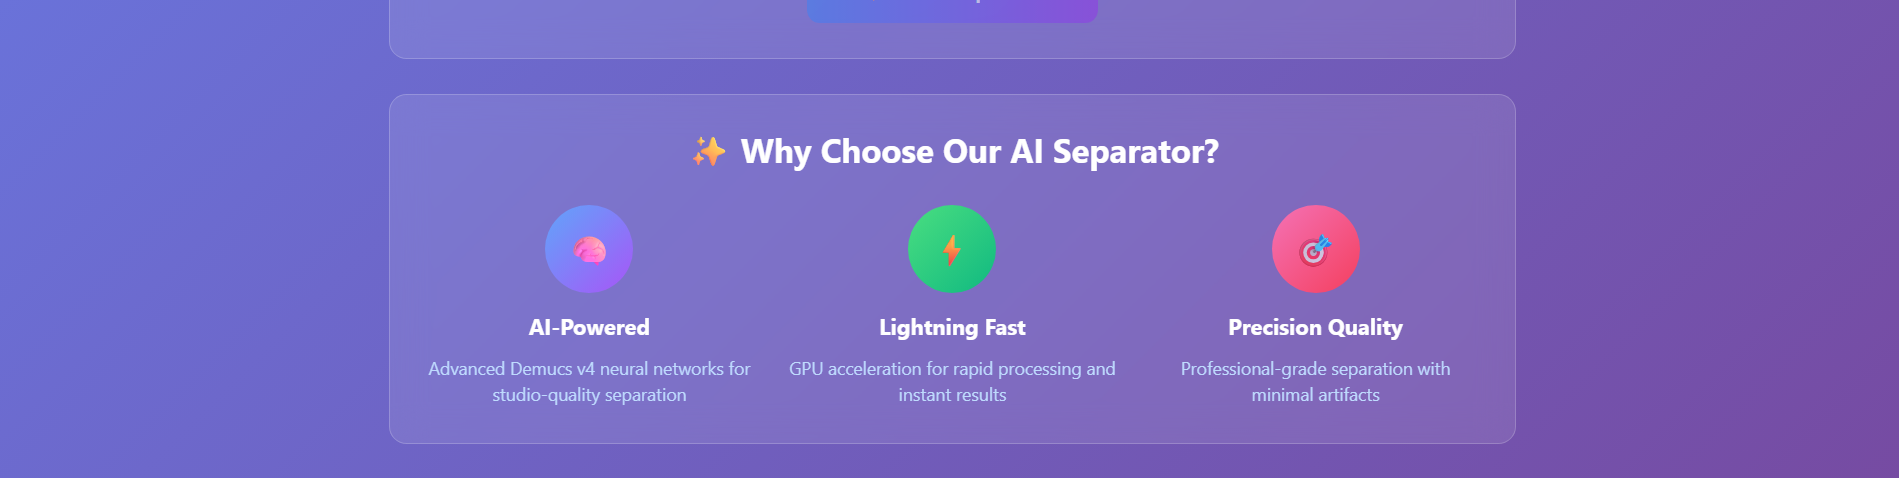 ✨ Why Choose Our AI Separator?
AI-Powered
Advanced Demucs v4 neural networks for
studio-quality separation
Lightning Fast
GPU acceleration for rapid processing and
instant results
Precision Quality
Professional-grade separation with
minimal artifacts